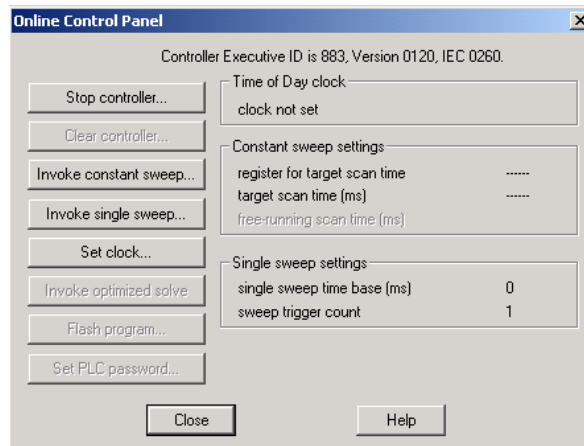 Online Control Panel
Controller Executive ID is 883, Version 0120, IEC 0260.
Stop controller...
Clear controller...
Invoke constant sweep...
Invoke single sweep...
Set clock...
Invoke optimized solve
Flash program...
Set PLC password...
Time of Day clock
clock not set
Constant sweep settings
register for target scan time ------
target scan time (ms) ------
free-running scan time (ms)
Single sweep settings
single sweep time base (ms) 0
sweep trigger count 1
Close
Help